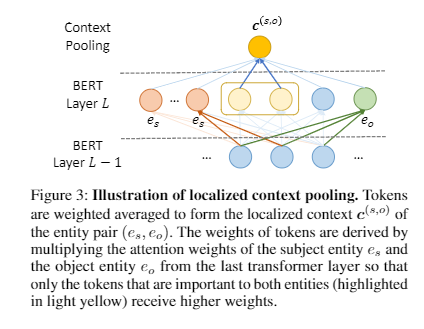 Context
Pooling
c^(s,o)
BERT
Layer L
...
e_s
e_s
e_o
BERT
Layer L − 1
...
...
Figure 3: Illustration of localized context pooling. Tokens
are weighted averaged to form the localized context c^(s,o) of
the entity pair (e_s, e_o). The weights of tokens are derived by
multiplying the attention weights of the subject entity e_s and
the object entity e_o from the last transformer layer so that
only the tokens that are important to both entities (highlighted
in light yellow) receive higher weights.